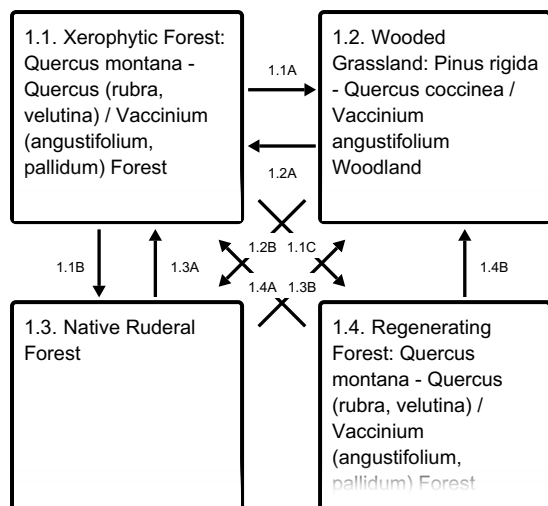 1.1. Xerophytic Forest:
Quercus montana -
Quercus (rubra,
velutina) / Vaccinium
(angustifolium,
pallidum) Forest
1.1A
1.2. Wooded
Grassland: Pinus rigida
- Quercus coccinea /
Vaccinium
angustifolium
Woodland
1.2A
1.1B
1.3A
1.2B
1.1C
1.4A
1.3B
1.4B
1.3. Native Ruderal
Forest
1.4. Regenerating
Forest: Quercus
montana - Quercus
(rubra, velutina) /
Vaccinium
(angustifolium,
pallidum) Forest